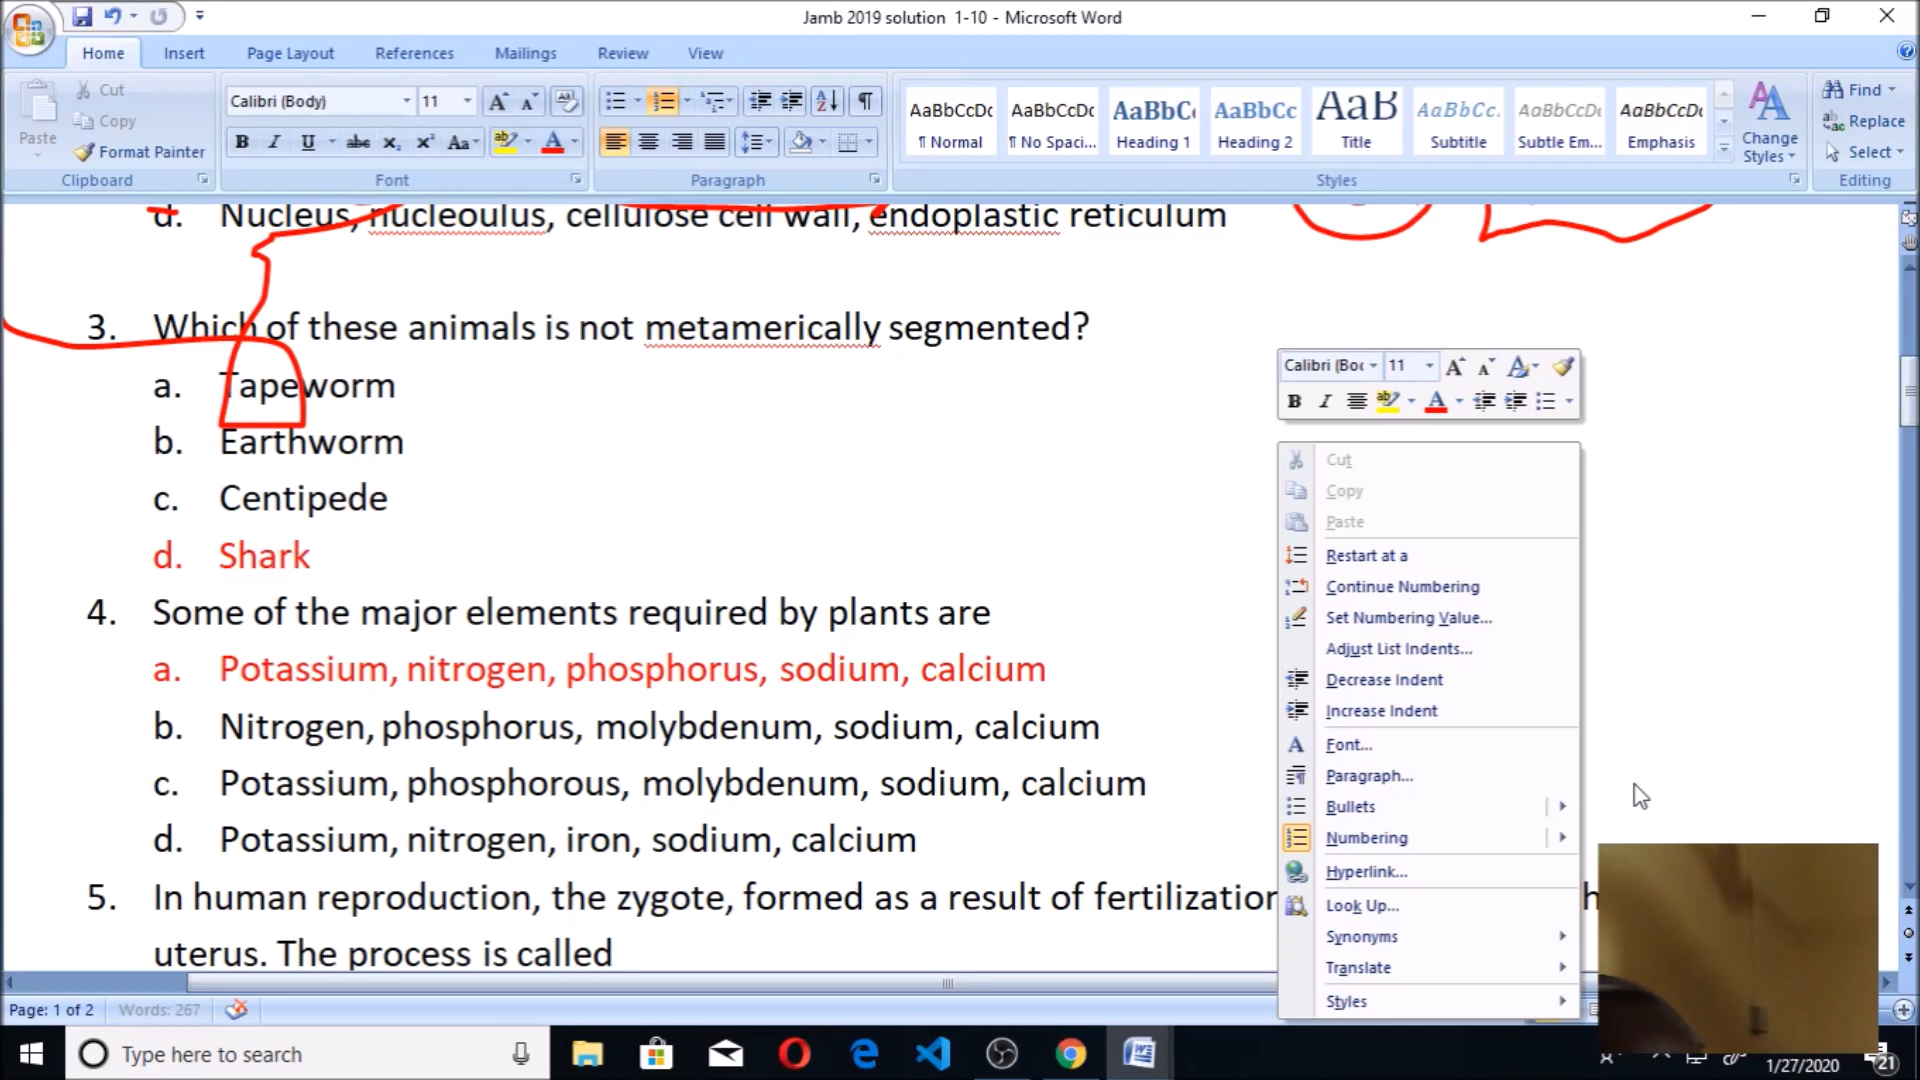 Jamb 2019 solution 1-10 - Microsoft Word
Home Insert Page Layout References Mailings Review View
Paste
Cut
Copy
Format Painter
Clipboard
Calibri (Body) 11
Font
Paragraph
AaBbCcDc AaBbCcDc AaBbCc AaBbCc AaB AaBbCc. AaBbCcDc AaBbCcDc
¶ Normal ¶ No Spaci... Heading 1 Heading 2 Title Subtitle Subtle Em... Emphasis
Change Styles
Styles
Find
Replace
Select
Editing
d. Nucleus, nucleoulus, cellulose cell wall, endoplastic reticulum
3. Which of these animals is not metamerically segmented?
a. Tapeworm
b. Earthworm
c. Centipede
d. Shark
4. Some of the major elements required by plants are
a. Potassium, nitrogen, phosphorus, sodium, calcium
b. Nitrogen, phosphorus, molybdenum, sodium, calcium
c. Potassium, phosphorous, molybdenum, sodium, calcium
d. Potassium, nitrogen, iron, sodium, calcium
5. In human reproduction, the zygote, formed as a result of fertilization
uterus. The process is called
Calibri (Boc 11
Cut
Copy
Paste
Restart at a
Continue Numbering
Set Numbering Value...
Adjust List Indents...
Decrease Indent
Increase Indent
Font...
Paragraph...
Bullets
Numbering
Hyperlink...
Look Up...
Synonyms
Translate
Styles
Page: 1 of 2 Words: 267
Type here to search
1/27/2020
21